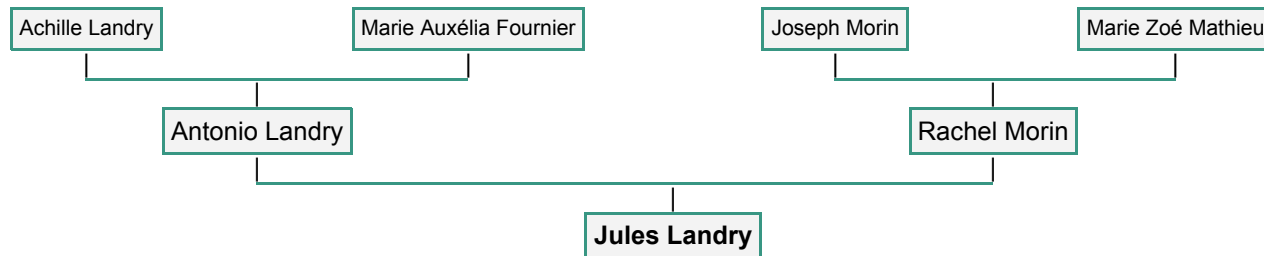 Achille Landry Marie Auxélia Fournier Joseph Morin Marie Zoé Mathieu
Antonio Landry Rachel Morin
Jules Landry